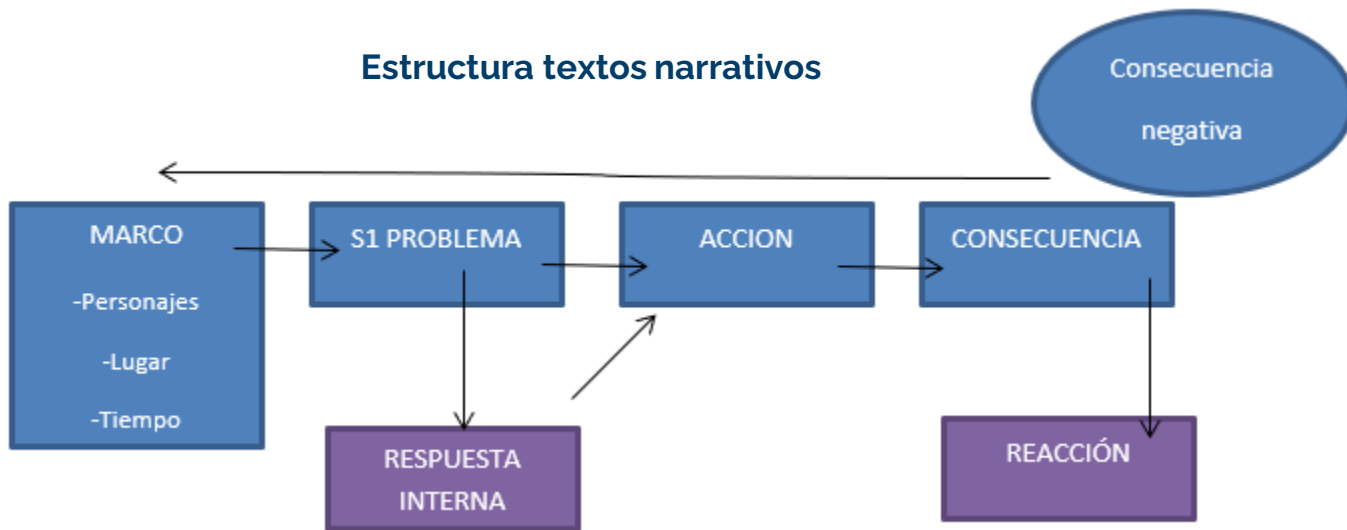 Estructura textos narrativos
Consecuencia
negativa
MARCO
-Personajes
-Lugar
-Tiempo
S1 PROBLEMA
ACCION
CONSECUENCIA
RESPUESTA
INTERNA
REACCIÓN